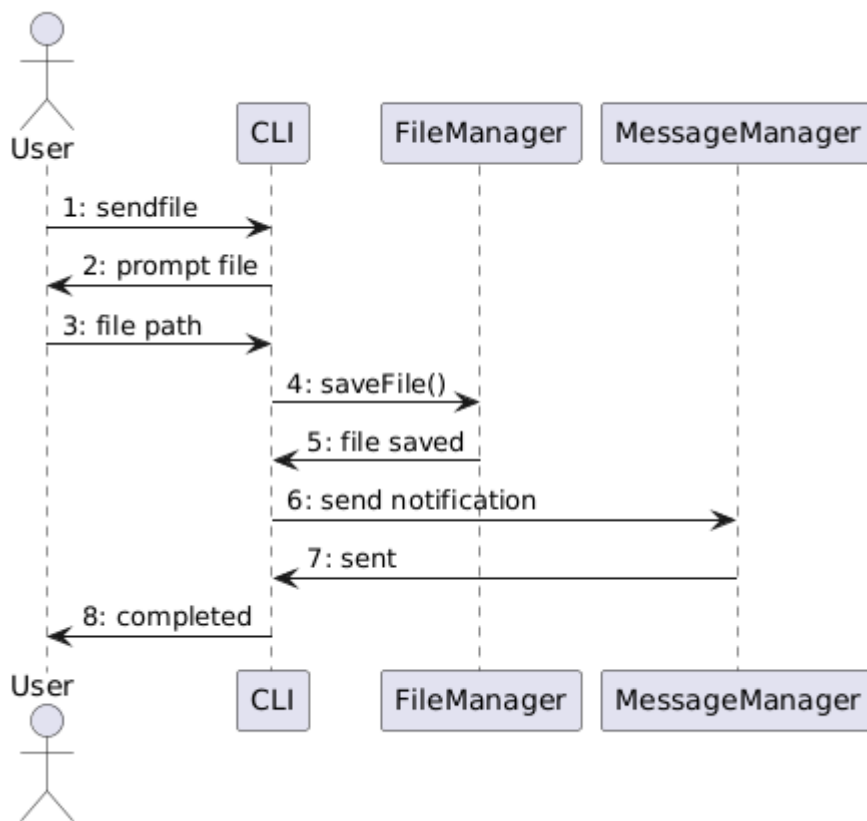 User
CLI
FileManager
MessageManager
1: sendfile
2: prompt file
3: file path
4: saveFile()
5: file saved
6: send notification
7: sent
8: completed
User
CLI
FileManager
MessageManager